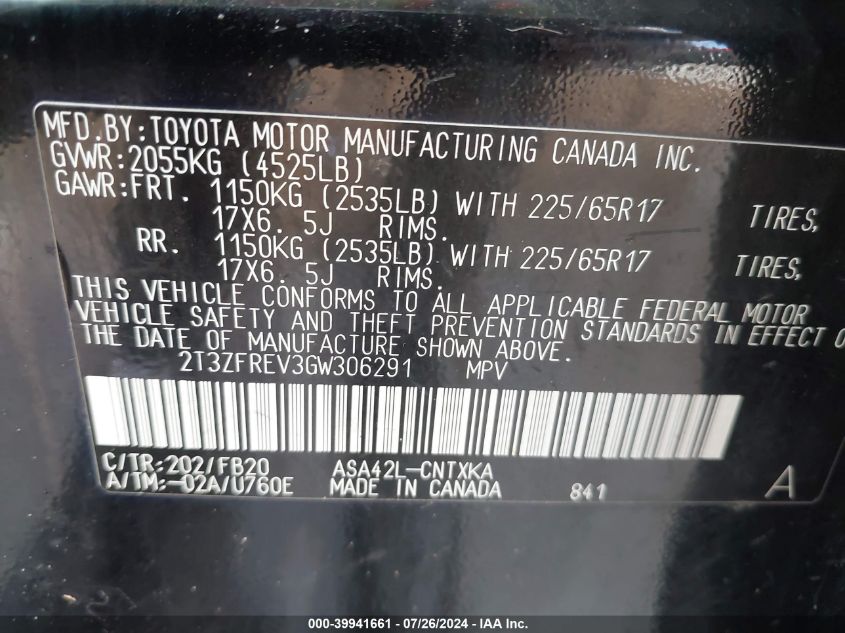 MFD.BY:TOYOTA MOTOR MANUFACTURING CANADA INC.
GVWR:2055KG (4525LB)
GAWR:FRT. 1150KG (2535LB) WITH 225/65R17 TIRES,
17X6. 5J RIMS.
RR. 1150KG (2535LB) WITH 225/65R17 TIRES,
17X6. 5J RIMS.
THIS VEHICLE CONFORMS TO ALL APPLICABLE FEDERAL MOTOR
VEHICLE SAFETY AND THEFT PREVENTION STANDARDS IN EFFECT O
THE DATE OF MANUFACTURE SHOWN ABOVE.
2T3ZFREV3GW306291 MPV
C/TR:202/FB20 ASA42L-CNTXKA
A/TM:-02A/U760E MADE IN CANADA 841 A
000-39941661 / 07/26/2024 - IAA Inc.